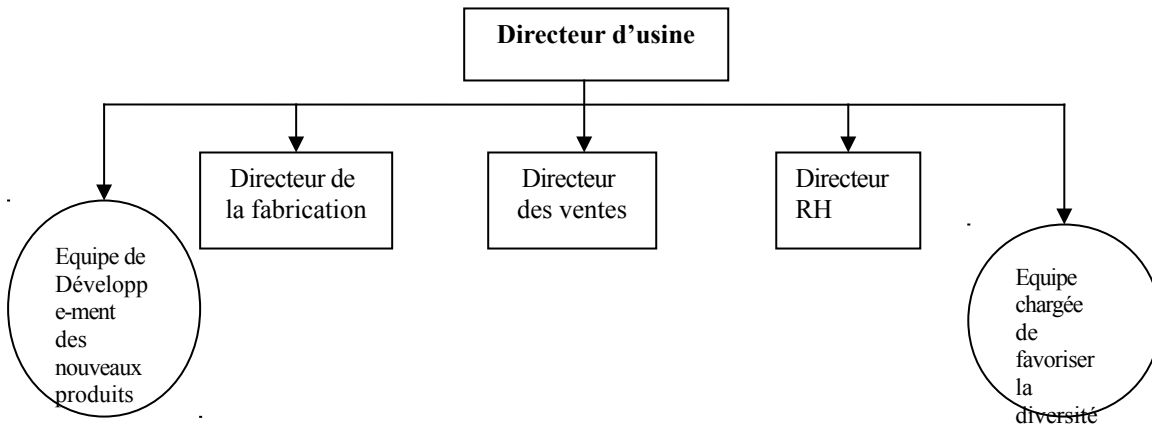 Directeur d’usine
Directeur de
la fabrication
Directeur
des ventes
Directeur
RH
Equipe de
Développ
e-ment
des
nouveaux
produits
Equipe
chargée
de
favoriser
la
diversité